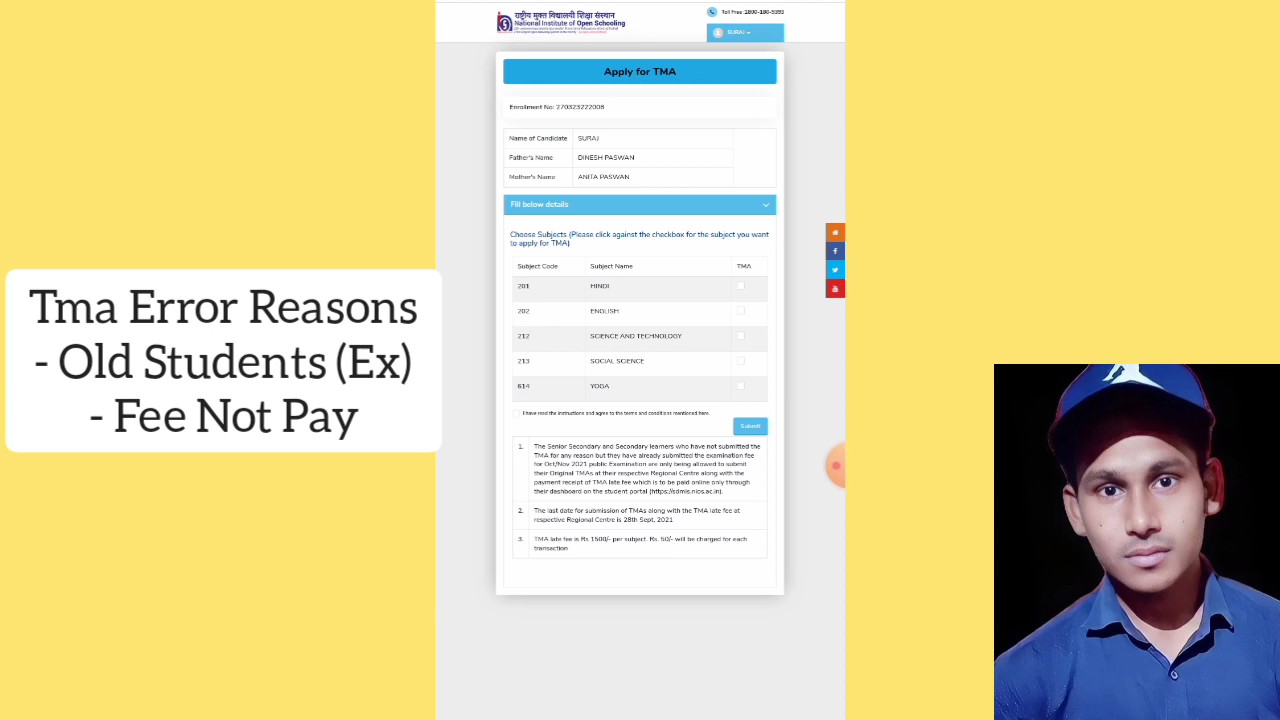 Tma Error Reasons
- Old Students (Ex)
- Fee Not Pay
राष्ट्रीय मुक्त विद्यालयी शिक्षा संस्थान
National Institute of Open Schooling
Toll Free :1800-180-9393
SURAJ
Apply for TMA
Enrollment No: 270323222008
Name of Candidate SURAJ
Father's Name DINESH PASWAN
Mother's Name ANITA PASWAN
Fill below details
Choose Subjects (Please click against the checkbox for the subject you want
to apply for TMA)
Subject Code Subject Name TMA
201 HINDI
202 ENGLISH
212 SCIENCE AND TECHNOLOGY
213 SOCIAL SCIENCE
614 YOGA
I have read the instructions and agree to the terms and conditions mentioned here.
Submit
1. The Senior Secondary and Secondary learners who have not submitted the
TMA for any reason but they have already submitted the examination fee
for Oct/Nov 2021 public Examination are only being allowed to submit
their Original TMAs at their respective Regional Centre along with the
payment receipt of TMA late fee which is to be paid online only through
their dashboard on the student portal (https://sdmis.nios.ac.in).
2. The last date for submission of TMAs along with the TMA late fee at
respective Regional Centre is 28th Sept, 2021
3. TMA late fee is Rs 1500/- per subject. Rs. 50/- will be charged for each
transaction